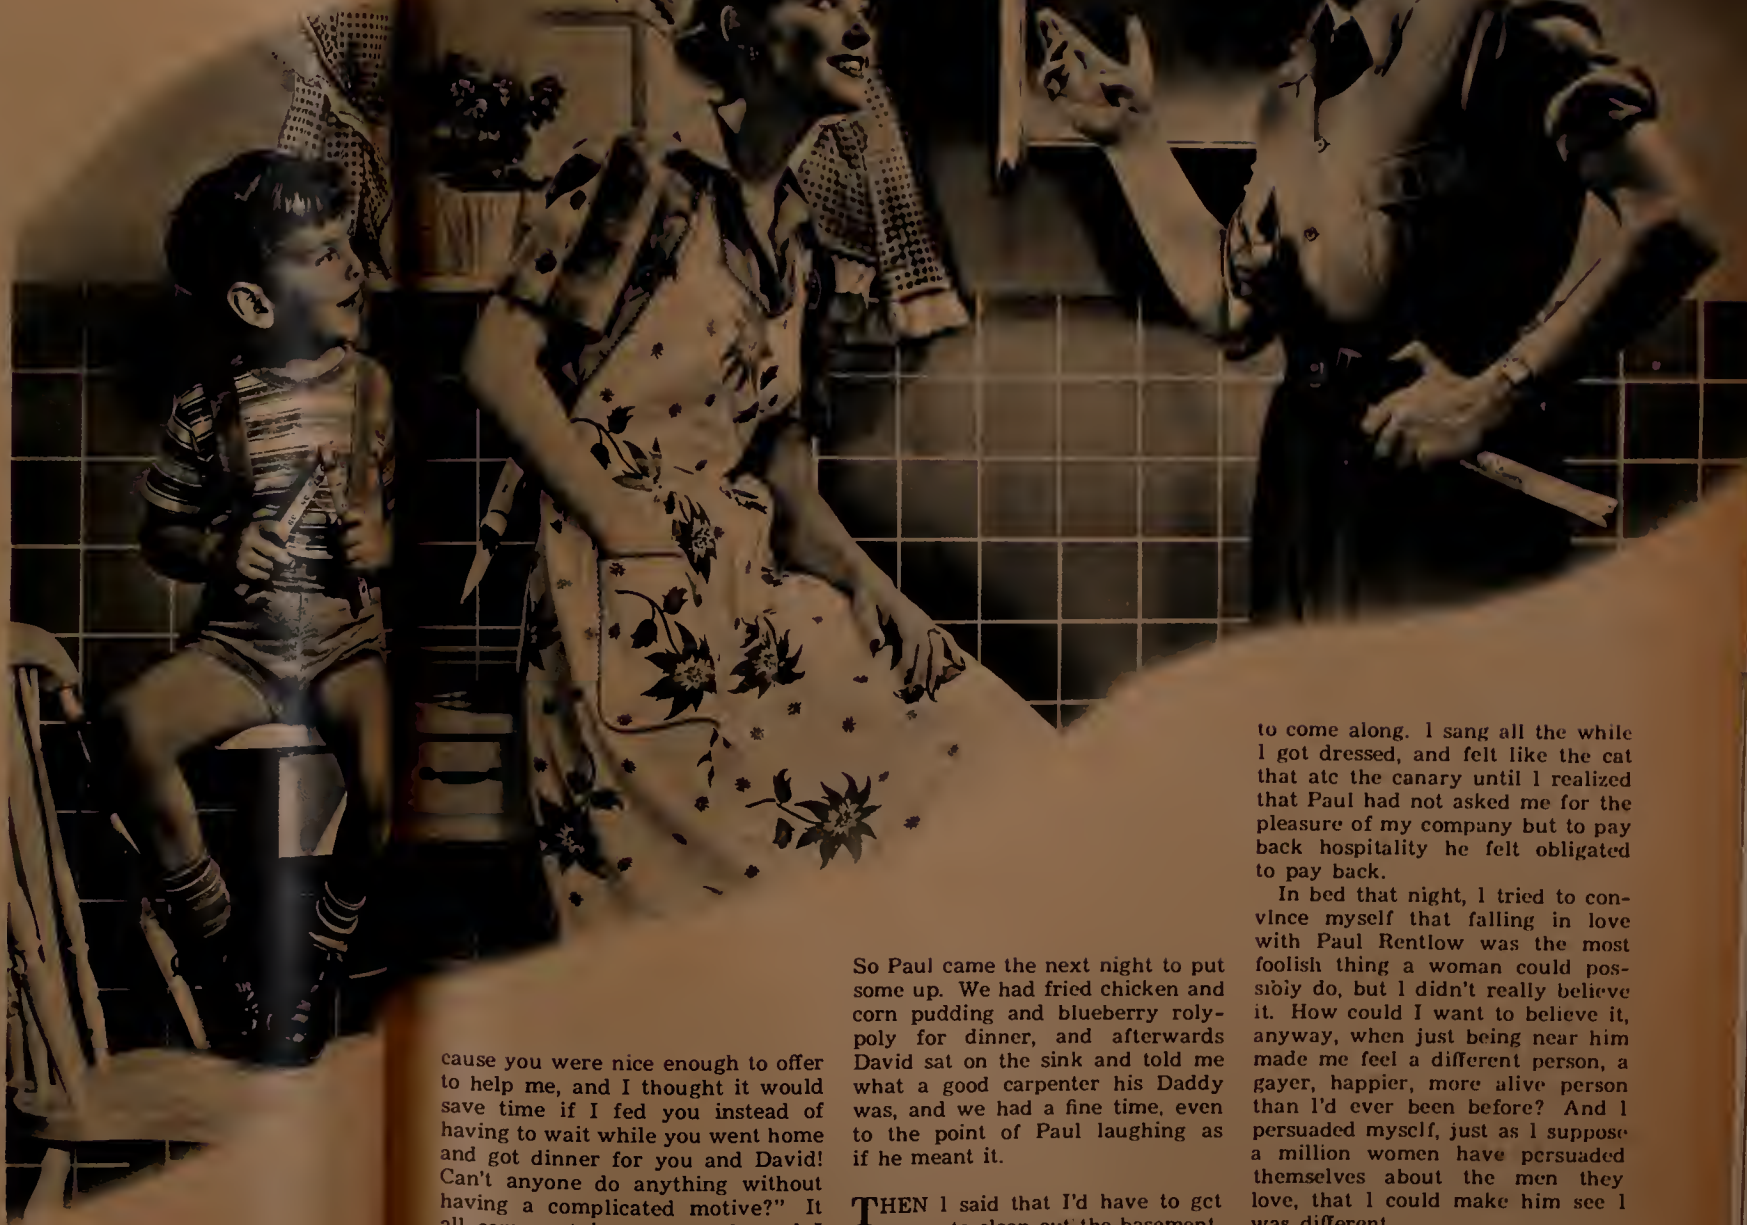 cause you were nice enough to offer
to help me, and I thought it would
save time if I fed you instead of
having to wait while you went home
and got dinner for you and David!
Can't anyone do anything without
having a complicated motive?" It
So Paul came the next night to put
some up. We had fried chicken and
corn pudding and blueberry roly-
poly for dinner, and afterwards
David sat on the sink and told me
what a good carpenter his Daddy
was, and we had a fine time, even
to the point of Paul laughing as
if he meant it.
THEN I said that I'd have to get
to clean out the basement,
to come along. I sang all the while
I got dressed, and felt like the cat
that ate the canary until I realized
that Paul had not asked me for the
pleasure of my company but to pay
back hospitality he felt obligated
to pay back.
In bed that night, I tried to con-
vince myself that falling in love
with Paul Rentlow was the most
foolish thing a woman could pos-
sibly do, but I didn't really believe
it. How could I want to believe it,
anyway, when just being near him
made me feel a different person, a
gayer, happier, more alive person
than I'd ever been before? And I
persuaded myself, just as I suppose
a million women have persuaded
themselves about the men they
love, that I could make him see I
was different